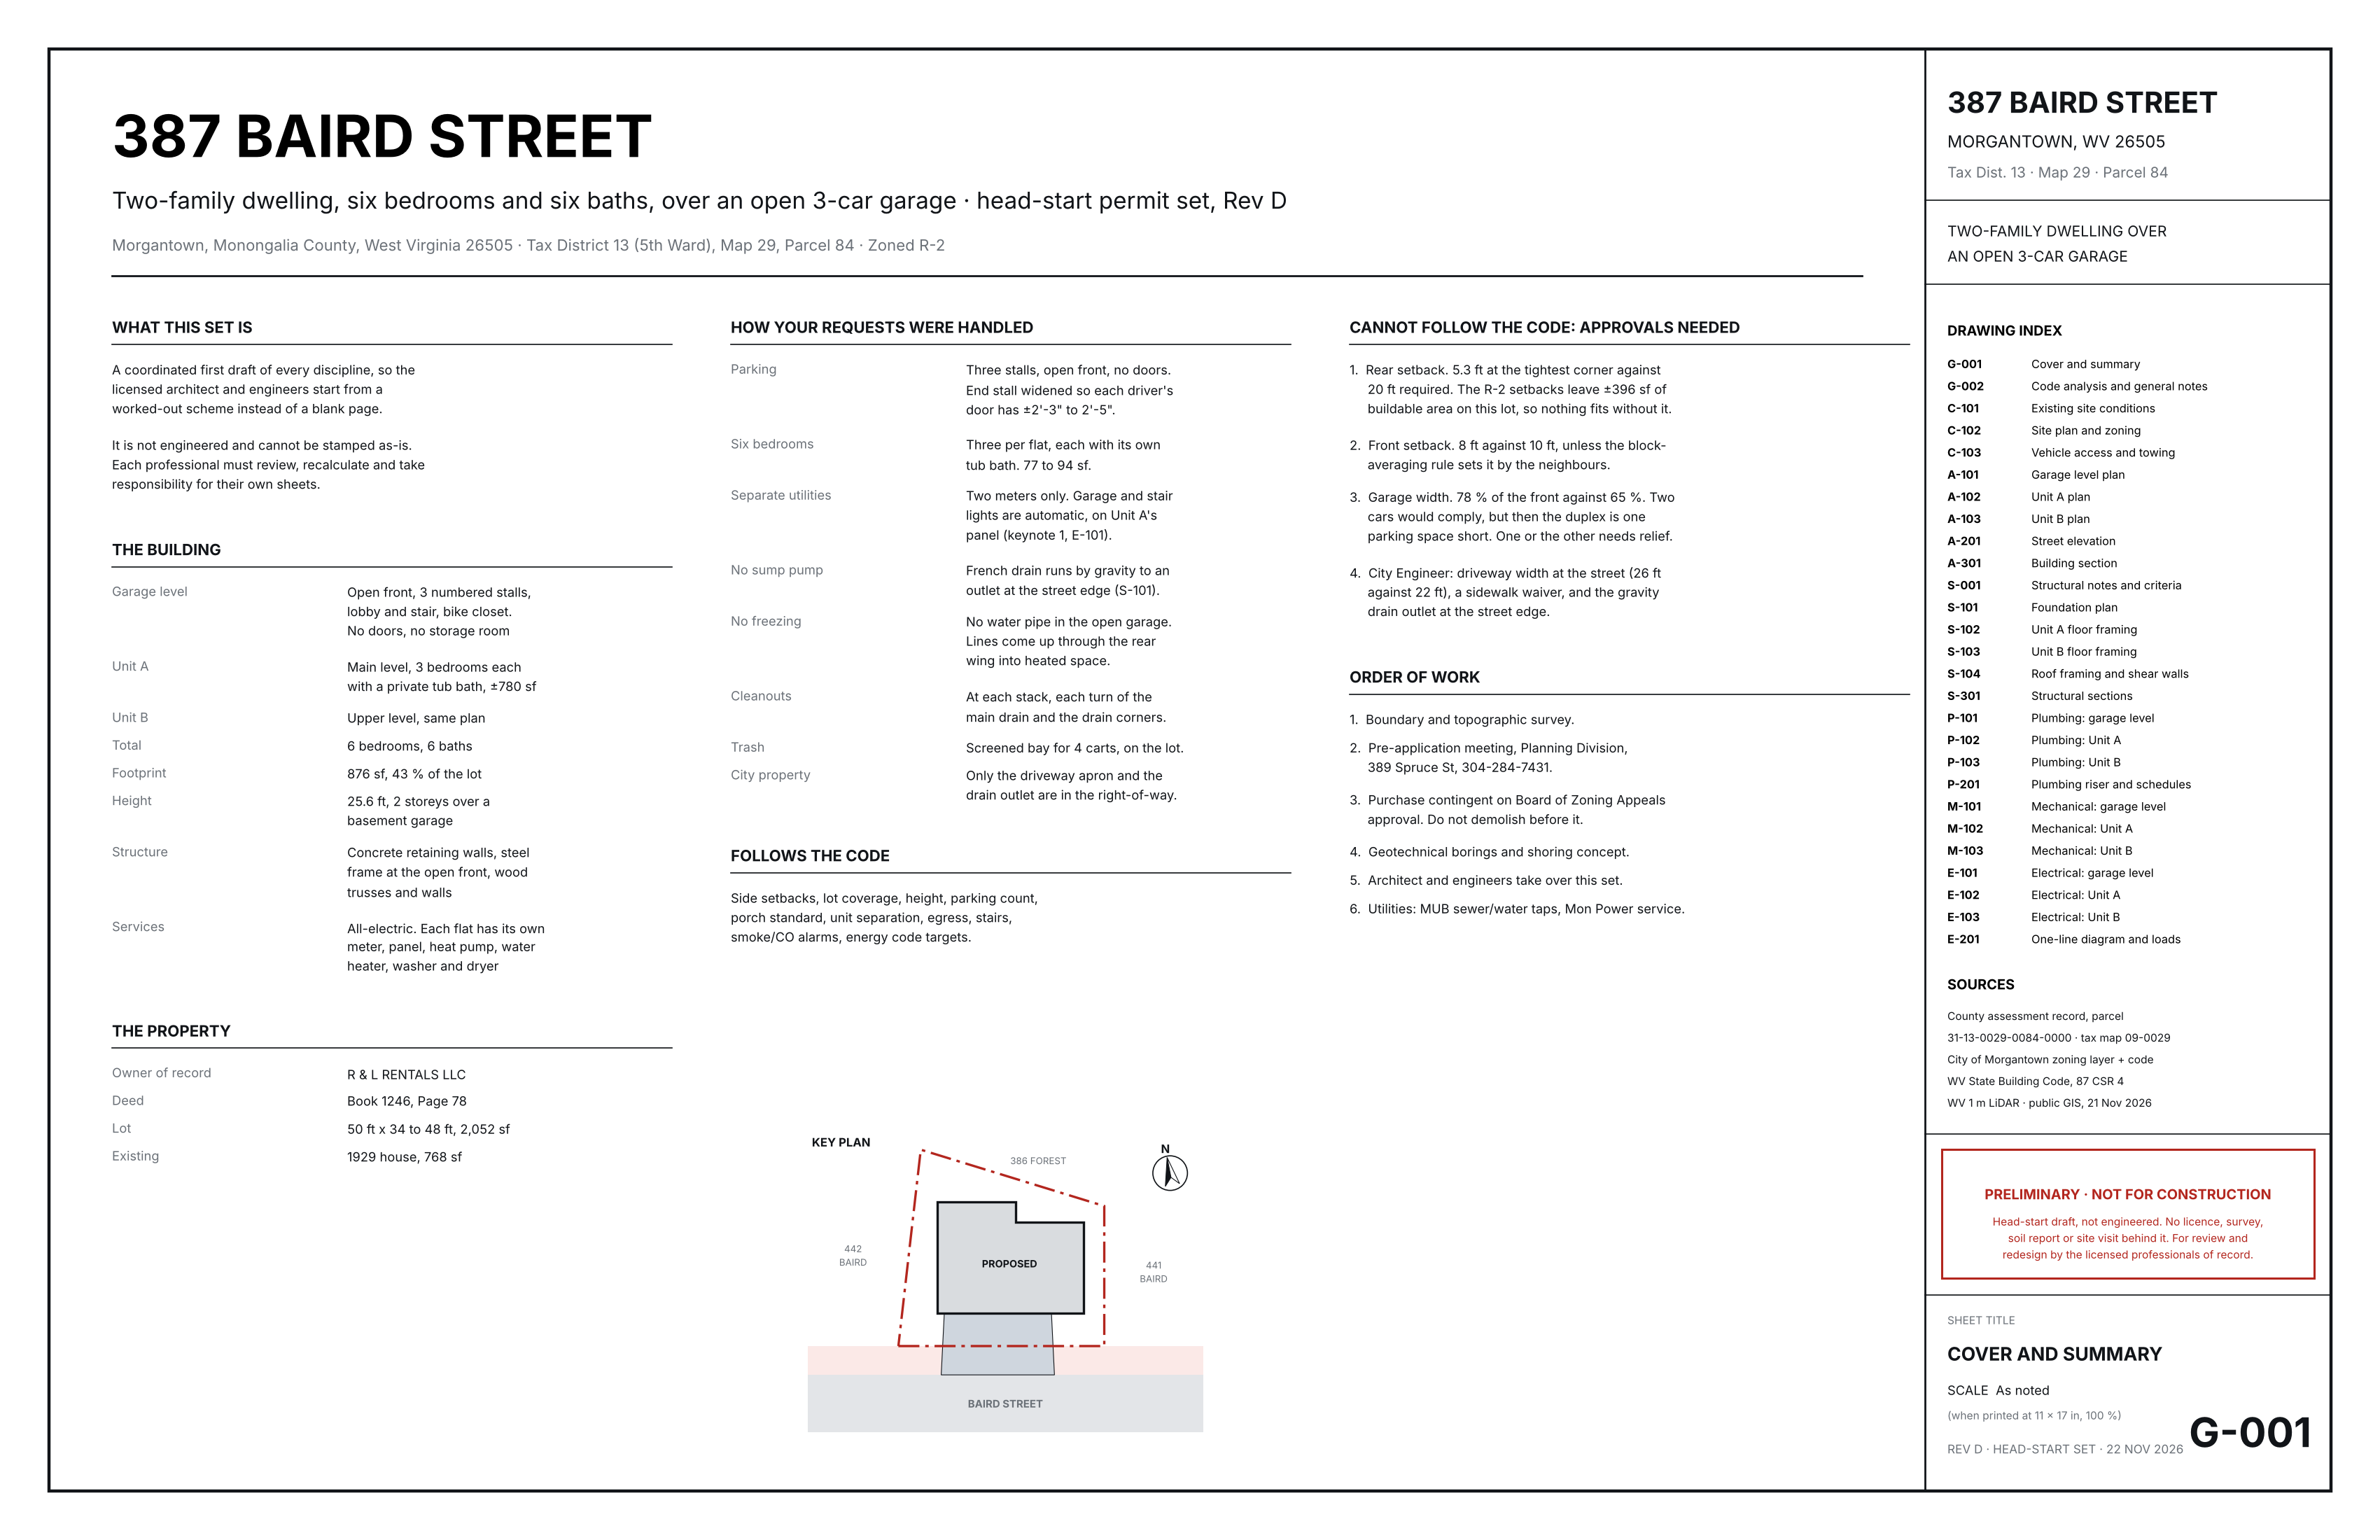 387 BAIRD STREET
Two-family dwelling, six bedrooms and six baths, over an open 3-car garage · head-start permit set, Rev D
Morgantown, Monongalia County, West Virginia 26505 · Tax District 13 (5th Ward), Map 29, Parcel 84 · Zoned R-2
WHAT THIS SET IS
A coordinated first draft of every discipline, so the
licensed architect and engineers start from a
worked-out scheme instead of a blank page.
It is not engineered and cannot be stamped as-is.
Each professional must review, recalculate and take
responsibility for their own sheets.
THE BUILDING
Garage level
Open front, 3 numbered stalls,
lobby and stair, bike closet.
No doors, no storage room
Unit A
Main level, 3 bedrooms each
with a private tub bath, ±780 sf
Unit B
Upper level, same plan
Total
6 bedrooms, 6 baths
Footprint
876 sf, 43 % of the lot
Height
25.6 ft, 2 storeys over a
basement garage
Structure
Concrete retaining walls, steel
frame at the open front, wood
trusses and walls
Services
All-electric. Each flat has its own
meter, panel, heat pump, water
heater, washer and dryer
THE PROPERTY
Owner of record
R & L RENTALS LLC
Deed
Book 1246, Page 78
Lot
50 ft x 34 to 48 ft, 2,052 sf
Existing
1929 house, 768 sf
HOW YOUR REQUESTS WERE HANDLED
Parking
Three stalls, open front, no doors.
End stall widened so each driver's
door has ±2'-3" to 2'-5".
Six bedrooms
Three per flat, each with its own
tub bath. 77 to 94 sf.
Separate utilities
Two meters only. Garage and stair
lights are automatic, on Unit A's
panel (keynote 1, E-101).
No sump pump
French drain runs by gravity to an
outlet at the street edge (S-101).
No freezing
No water pipe in the open garage.
Lines come up through the rear
wing into heated space.
Cleanouts
At each stack, each turn of the
main drain and the drain corners.
Trash
Screened bay for 4 carts, on the lot.
City property
Only the driveway apron and the
drain outlet are in the right-of-way.
FOLLOWS THE CODE
Side setbacks, lot coverage, height, parking count,
porch standard, unit separation, egress, stairs,
smoke/CO alarms, energy code targets.
KEY PLAN
386 FOREST
N
442
BAIRD
PROPOSED
441
BAIRD
BAIRD STREET
CANNOT FOLLOW THE CODE: APPROVALS NEEDED
1. Rear setback. 5.3 ft at the tightest corner against
20 ft required. The R-2 setbacks leave ±396 sf of
buildable area on this lot, so nothing fits without it.
2. Front setback. 8 ft against 10 ft, unless the block-
averaging rule sets it by the neighbours.
3. Garage width. 78 % of the front against 65 %. Two
cars would comply, but then the duplex is one
parking space short. One or the other needs relief.
4. City Engineer: driveway width at the street (26 ft
against 22 ft), a sidewalk waiver, and the gravity
drain outlet at the street edge.
ORDER OF WORK
1. Boundary and topographic survey.
2. Pre-application meeting, Planning Division,
389 Spruce St, 304-284-7431.
3. Purchase contingent on Board of Zoning Appeals
approval. Do not demolish before it.
4. Geotechnical borings and shoring concept.
5. Architect and engineers take over this set.
6. Utilities: MUB sewer/water taps, Mon Power service.
387 BAIRD STREET
MORGANTOWN, WV 26505
Tax Dist. 13 · Map 29 · Parcel 84
TWO-FAMILY DWELLING OVER
AN OPEN 3-CAR GARAGE
DRAWING INDEX
G-001 Cover and summary
G-002 Code analysis and general notes
C-101 Existing site conditions
C-102 Site plan and zoning
C-103 Vehicle access and towing
A-101 Garage level plan
A-102 Unit A plan
A-103 Unit B plan
A-201 Street elevation
A-301 Building section
S-001 Structural notes and criteria
S-101 Foundation plan
S-102 Unit A floor framing
S-103 Unit B floor framing
S-104 Roof framing and shear walls
S-301 Structural sections
P-101 Plumbing: garage level
P-102 Plumbing: Unit A
P-103 Plumbing: Unit B
P-201 Plumbing riser and schedules
M-101 Mechanical: garage level
M-102 Mechanical: Unit A
M-103 Mechanical: Unit B
E-101 Electrical: garage level
E-102 Electrical: Unit A
E-103 Electrical: Unit B
E-201 One-line diagram and loads
SOURCES
County assessment record, parcel
31-13-0029-0084-0000 · tax map 09-0029
City of Morgantown zoning layer + code
WV State Building Code, 87 CSR 4
WV 1 m LiDAR · public GIS, 21 Nov 2026
PRELIMINARY · NOT FOR CONSTRUCTION
Head-start draft, not engineered. No licence, survey,
soil report or site visit behind it. For review and
redesign by the licensed professionals of record.
SHEET TITLE
COVER AND SUMMARY
SCALE As noted
(when printed at 11 × 17 in, 100 %)
REV D · HEAD-START SET · 22 NOV 2026
G-001